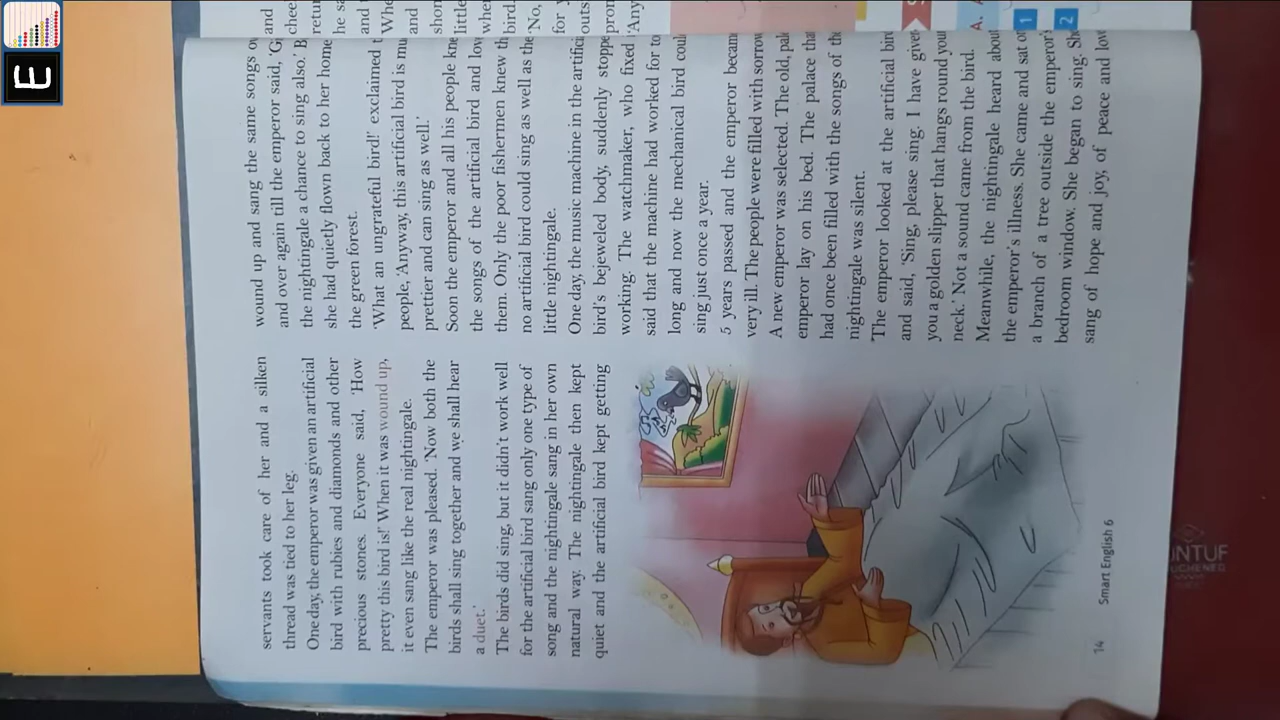 servants took care of her and a silken
thread was tied to her leg.
One day, the emperor was given an artificial
bird with rubies and diamonds and other
precious stones. Everyone said, 'How
pretty this bird is!' When it was wound up,
it even sang like the real nightingale.
The emperor was pleased. 'Now both the
birds shall sing together and we shall hear
a duet.'
The birds did sing, but it didn't work well
for the artificial bird sang only one type of
song and the nightingale sang in her own
natural way. The nightingale then kept
quiet and the artificial bird kept getting
14 Smart English 6
wound up and sang the same songs
and over again till the emperor said,
the nightingale a chance to sing also.'
she had quietly flown back to her home
the green forest.
'What an ungrateful bird!' exclaimed
people, 'Anyway, this artificial bird is
prettier and can sing as well.'
Soon the emperor and all his people
the songs of the artificial bird and
them. Only the poor fishermen knew
no artificial bird could sing as well as the
little nightingale.
One day, the music machine in the
bird's bejeweled body, suddenly
working. The watchmaker, who fixed
said that the machine had worked for
long and now the mechanical bird
sing just once a year.
5 years passed and the emperor
very ill. The people were filled with
A new emperor was selected. The old,
emperor lay on his bed. The palace
had once been filled with the songs of
nightingale was silent.
The emperor looked at the artificial
and said, 'Sing, please sing. I have
you a golden slipper that hangs round
neck.' Not a sound came from the bird.
Meanwhile, the nightingale heard
the emperor's illness. She came and sat
a branch of a tree outside the
bedroom window. She began to sing.
sang of hope and joy, of peace and
and
he
and
little
bird
'No,
for
A.
1
2
E